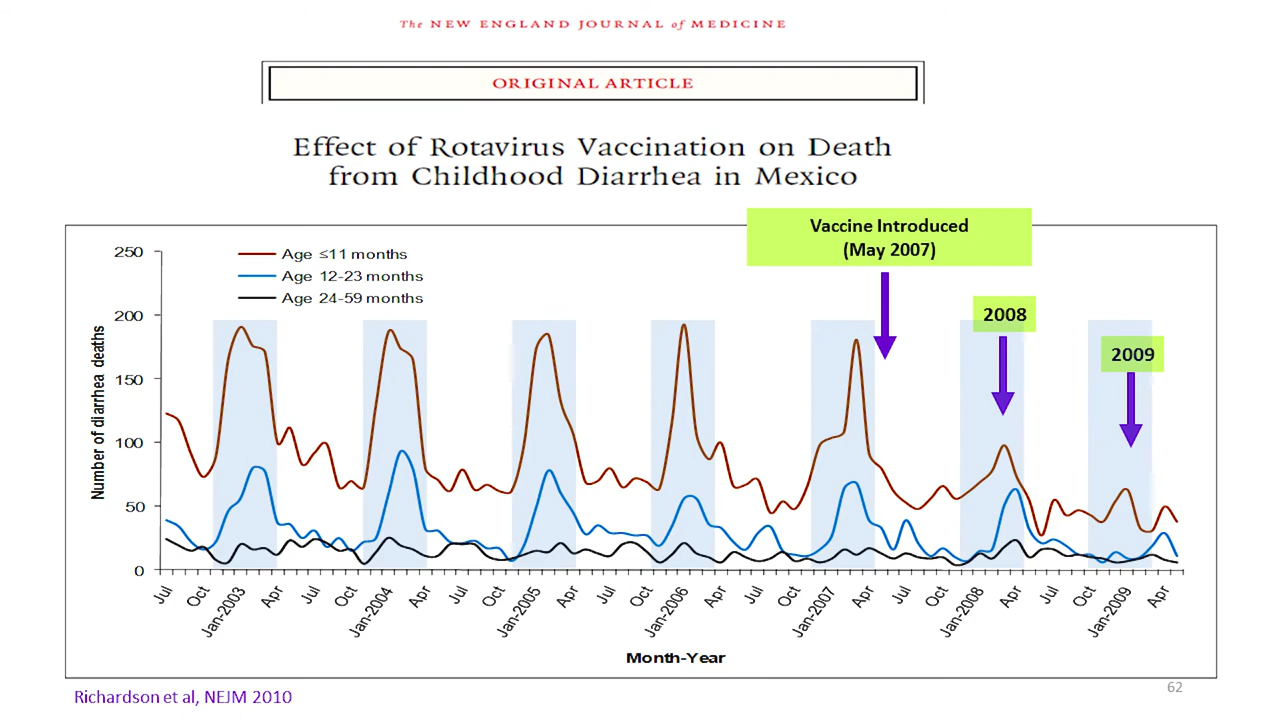 The NEW ENGLAND JOURNAL of MEDICINE
ORIGINAL ARTICLE
Effect of Rotavirus Vaccination on Death
from Childhood Diarrhea in Mexico
Vaccine Introduced
(May 2007)
2008
2009
Age ≤11 months
Age 12-23 months
Age 24-59 months
Number of diarrhea deaths
250
200
150
100
50
0
Jul
Oct
Jan-2003
Apr
Jul
Oct
Jan-2004
Apr
Jul
Oct
Jan-2005
Apr
Jul
Oct
Jan-2006
Apr
Jul
Oct
Jan-2007
Apr
Jul
Oct
Jan-2008
Apr
Jul
Oct
Jan-2009
Apr
Month-Year
Richardson et al, NEJM 2010
62